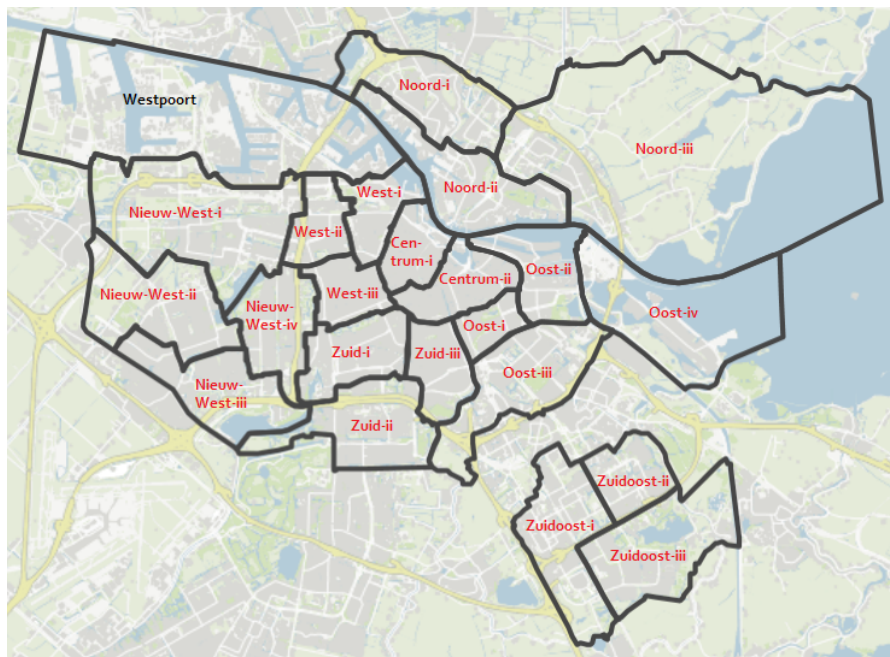 Noord-i
Westpoort
Noord-iii
Noord-ii
West-i
Nieuw-West-i
West-ii
Cen-
trum-i
Oost-ii
Centrum-ii
Nieuw-West-ii
West-iii
Nieuw-
West-iv
Oost-iv
Oost-i
Zuid-i
Zuid-iii
Oost-iii
Nieuw-
West-iii
Zuid-ii
Zuidoost-ii
Zuidoost-i
Zuidoost-iii